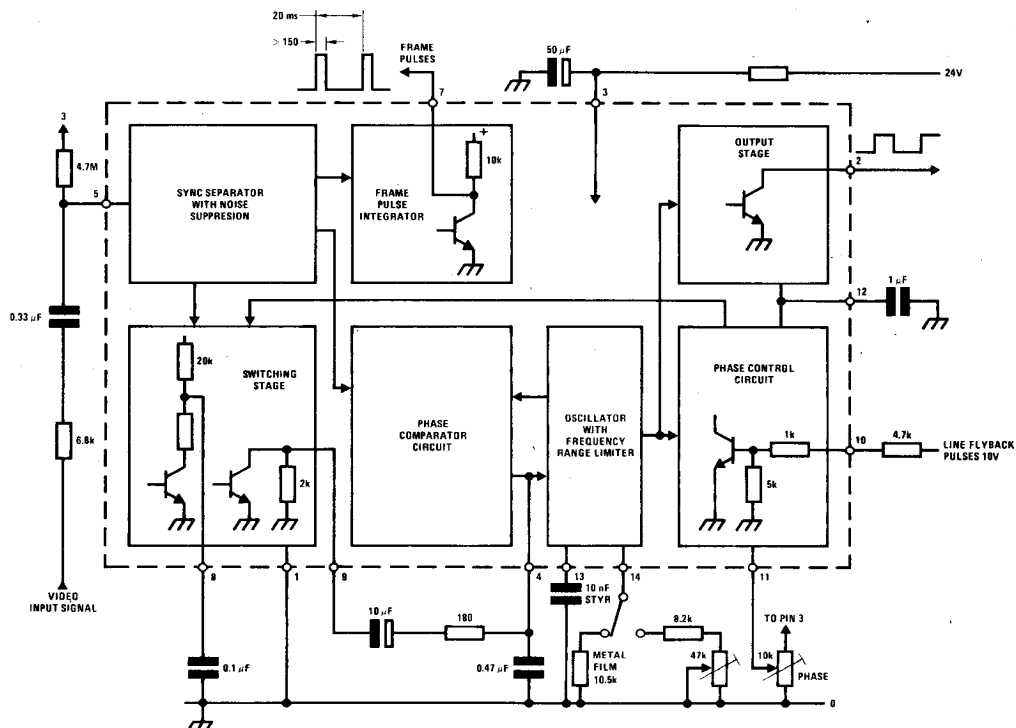 20 ms
> 150
FRAME
PULSES
7
50 µF
3
24V
3
4.7M
5
SYNC SEPARATOR
WITH NOISE
SUPPRESION
FRAME
PULSE
INTEGRATOR
+
10k
OUTPUT
STAGE
2
12
1 µF
0.33 µF
6.8k
VIDEO
INPUT SIGNAL
20k
SWITCHING
STAGE
2k
PHASE
COMPARATOR
CIRCUIT
OSCILLATOR
WITH
FREQUENCY
RANGE LIMITER
PHASE CONTROL
CIRCUIT
1k
5k
10
4.7k
LINE FLYBACK
PULSES 10V
8
1
9
4
13
14
11
10 nF
STYR
10 µF
180
0.1 µF
0.47 µF
METAL
FILM
10.5k
8.2k
47k
TO PIN 3
10k
PHASE
0